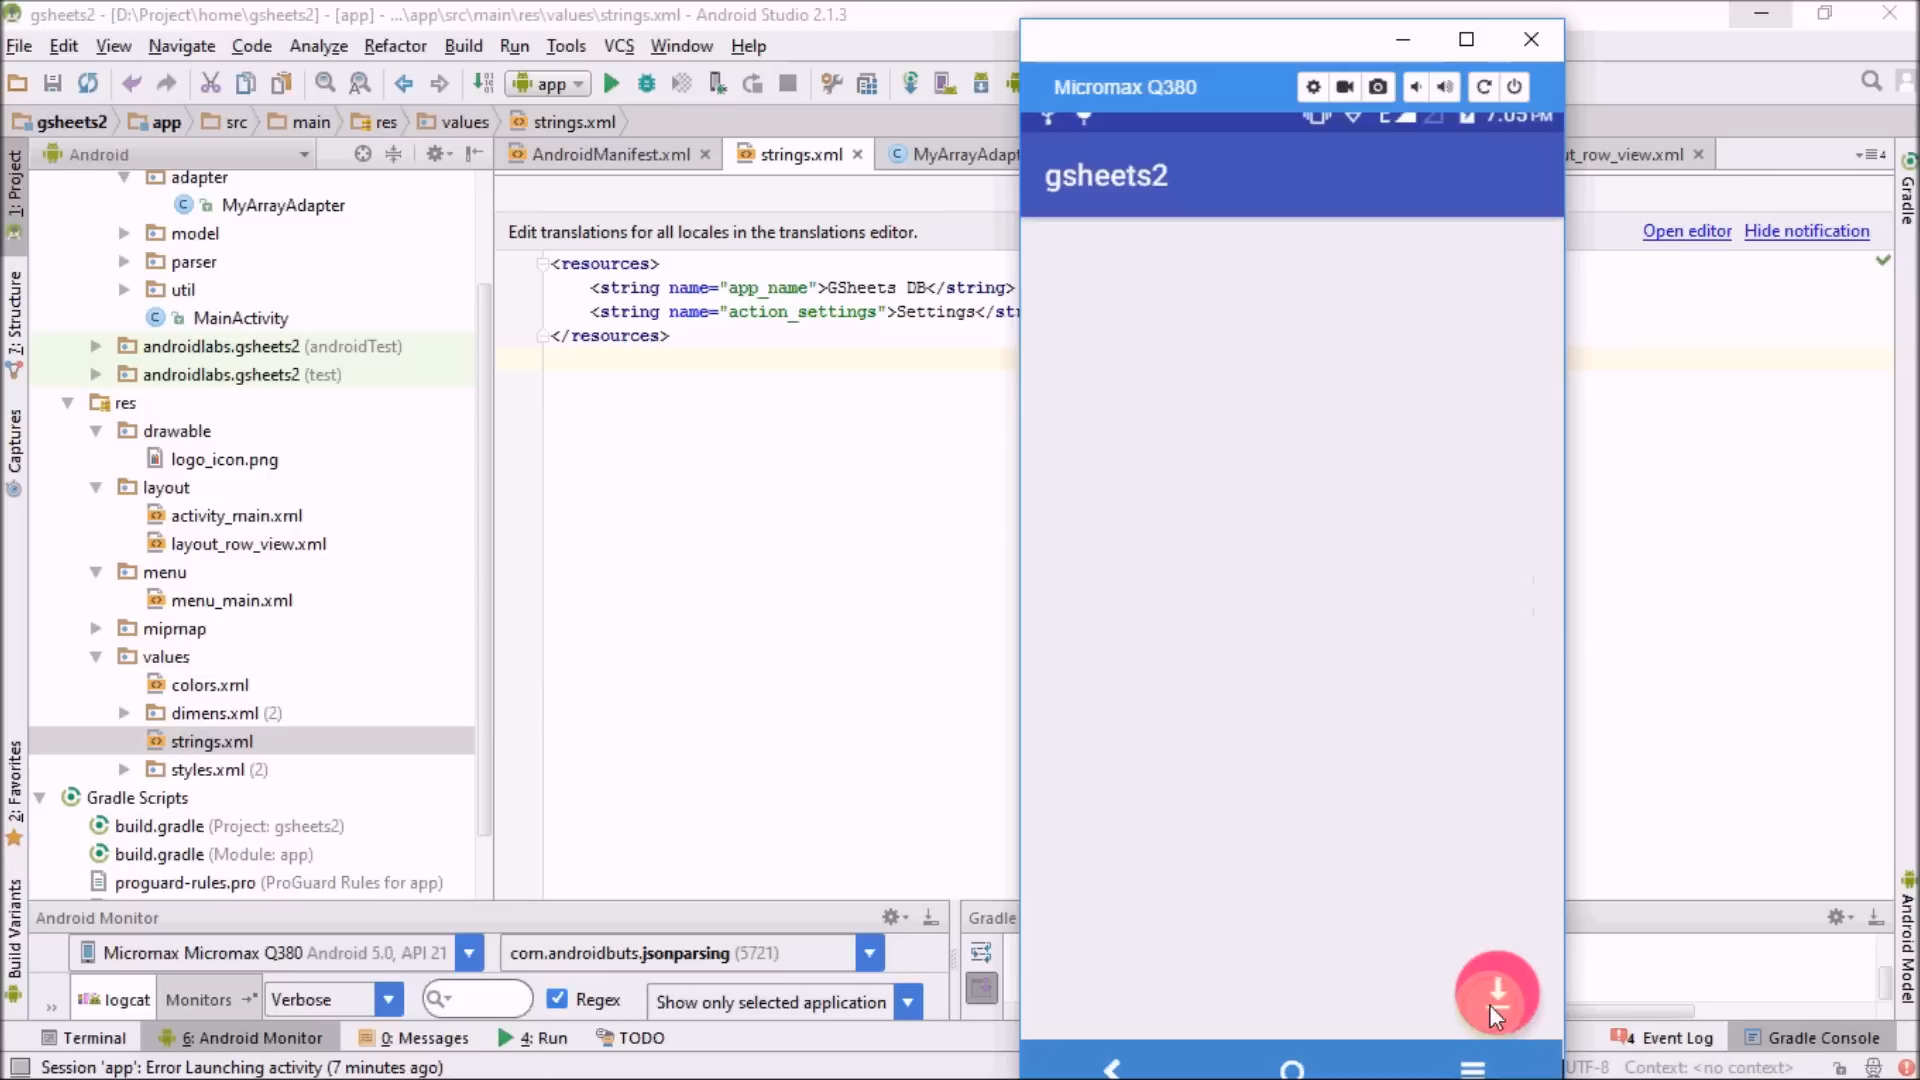 gsheets2 - [D:\Project\home\gsheets2] - [app] - ...\app\src\main\res\values\strings.xml - Android Studio 2.1.3
File Edit View Navigate Code Analyze Refactor Build Run Tools VCS Window Help
app
gsheets2 app src main res values strings.xml
Android
AndroidManifest.xml
strings.xml
MyArrayAdapt
t_row_view.xml
4
1: Project
7: Structure
Captures
2: Favorites
Build Variants
adapter
MyArrayAdapter
model
parser
util
MainActivity
androidlabs.gsheets2 (androidTest)
androidlabs.gsheets2 (test)
res
drawable
logo_icon.png
layout
activity_main.xml
layout_row_view.xml
menu
menu_main.xml
mipmap
values
colors.xml
dimens.xml (2)
strings.xml
styles.xml (2)
Gradle Scripts
build.gradle (Project: gsheets2)
build.gradle (Module: app)
proguard-rules.pro (ProGuard Rules for app)
Edit translations for all locales in the translations editor.
Open editor Hide notification
<resources>
<string name="app_name">GSheets DB</string>
<string name="action_settings">Settings</str
</resources>
Micromax Q380
E 7:05PM
gsheets2
Gradle
Android Model
Android Monitor
Gradle
Micromax Micromax Q380 Android 5.0, API 21
com.androidbuts.jsonparsing (5721)
logcat Monitors Verbose Regex Show only selected application
Terminal 6: Android Monitor 0: Messages 4: Run TODO
4 Event Log Gradle Console
Session 'app': Error Launching activity (7 minutes ago)
UTF-8 Context: <no context>